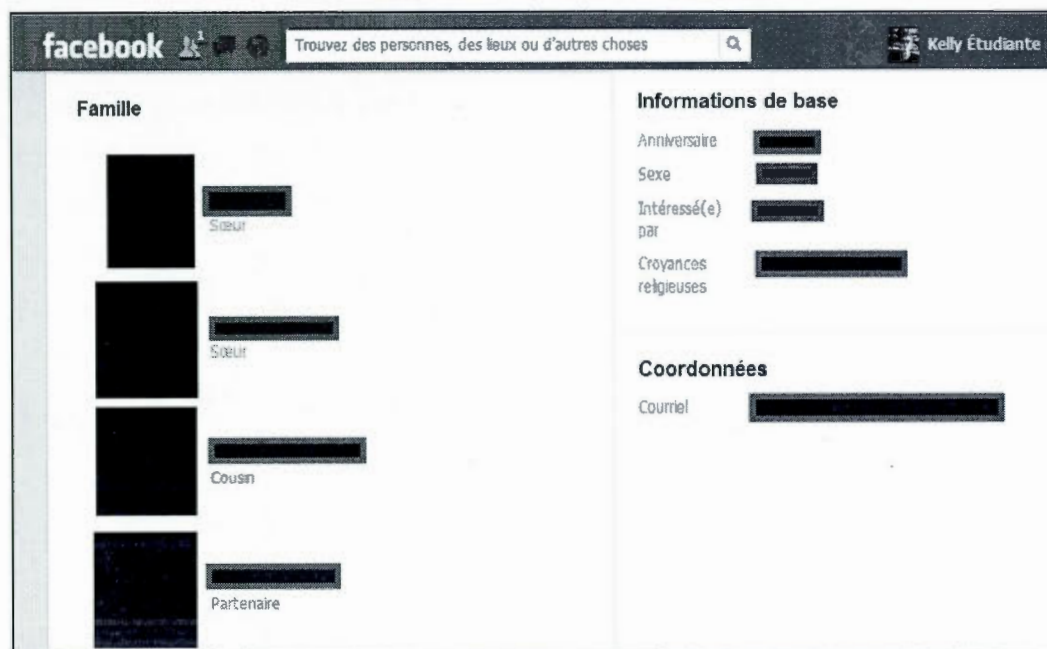 facebook 1 Trouvez des personnes, des lieux ou d'autres choses Kelly Étudiante
Famille
Sœur
Sœur
Cousin
Partenaire
Informations de base
Anniversaire
Sexe
Intéressé(e)
par
Croyances
religieuses
Coordonnées
Courriel